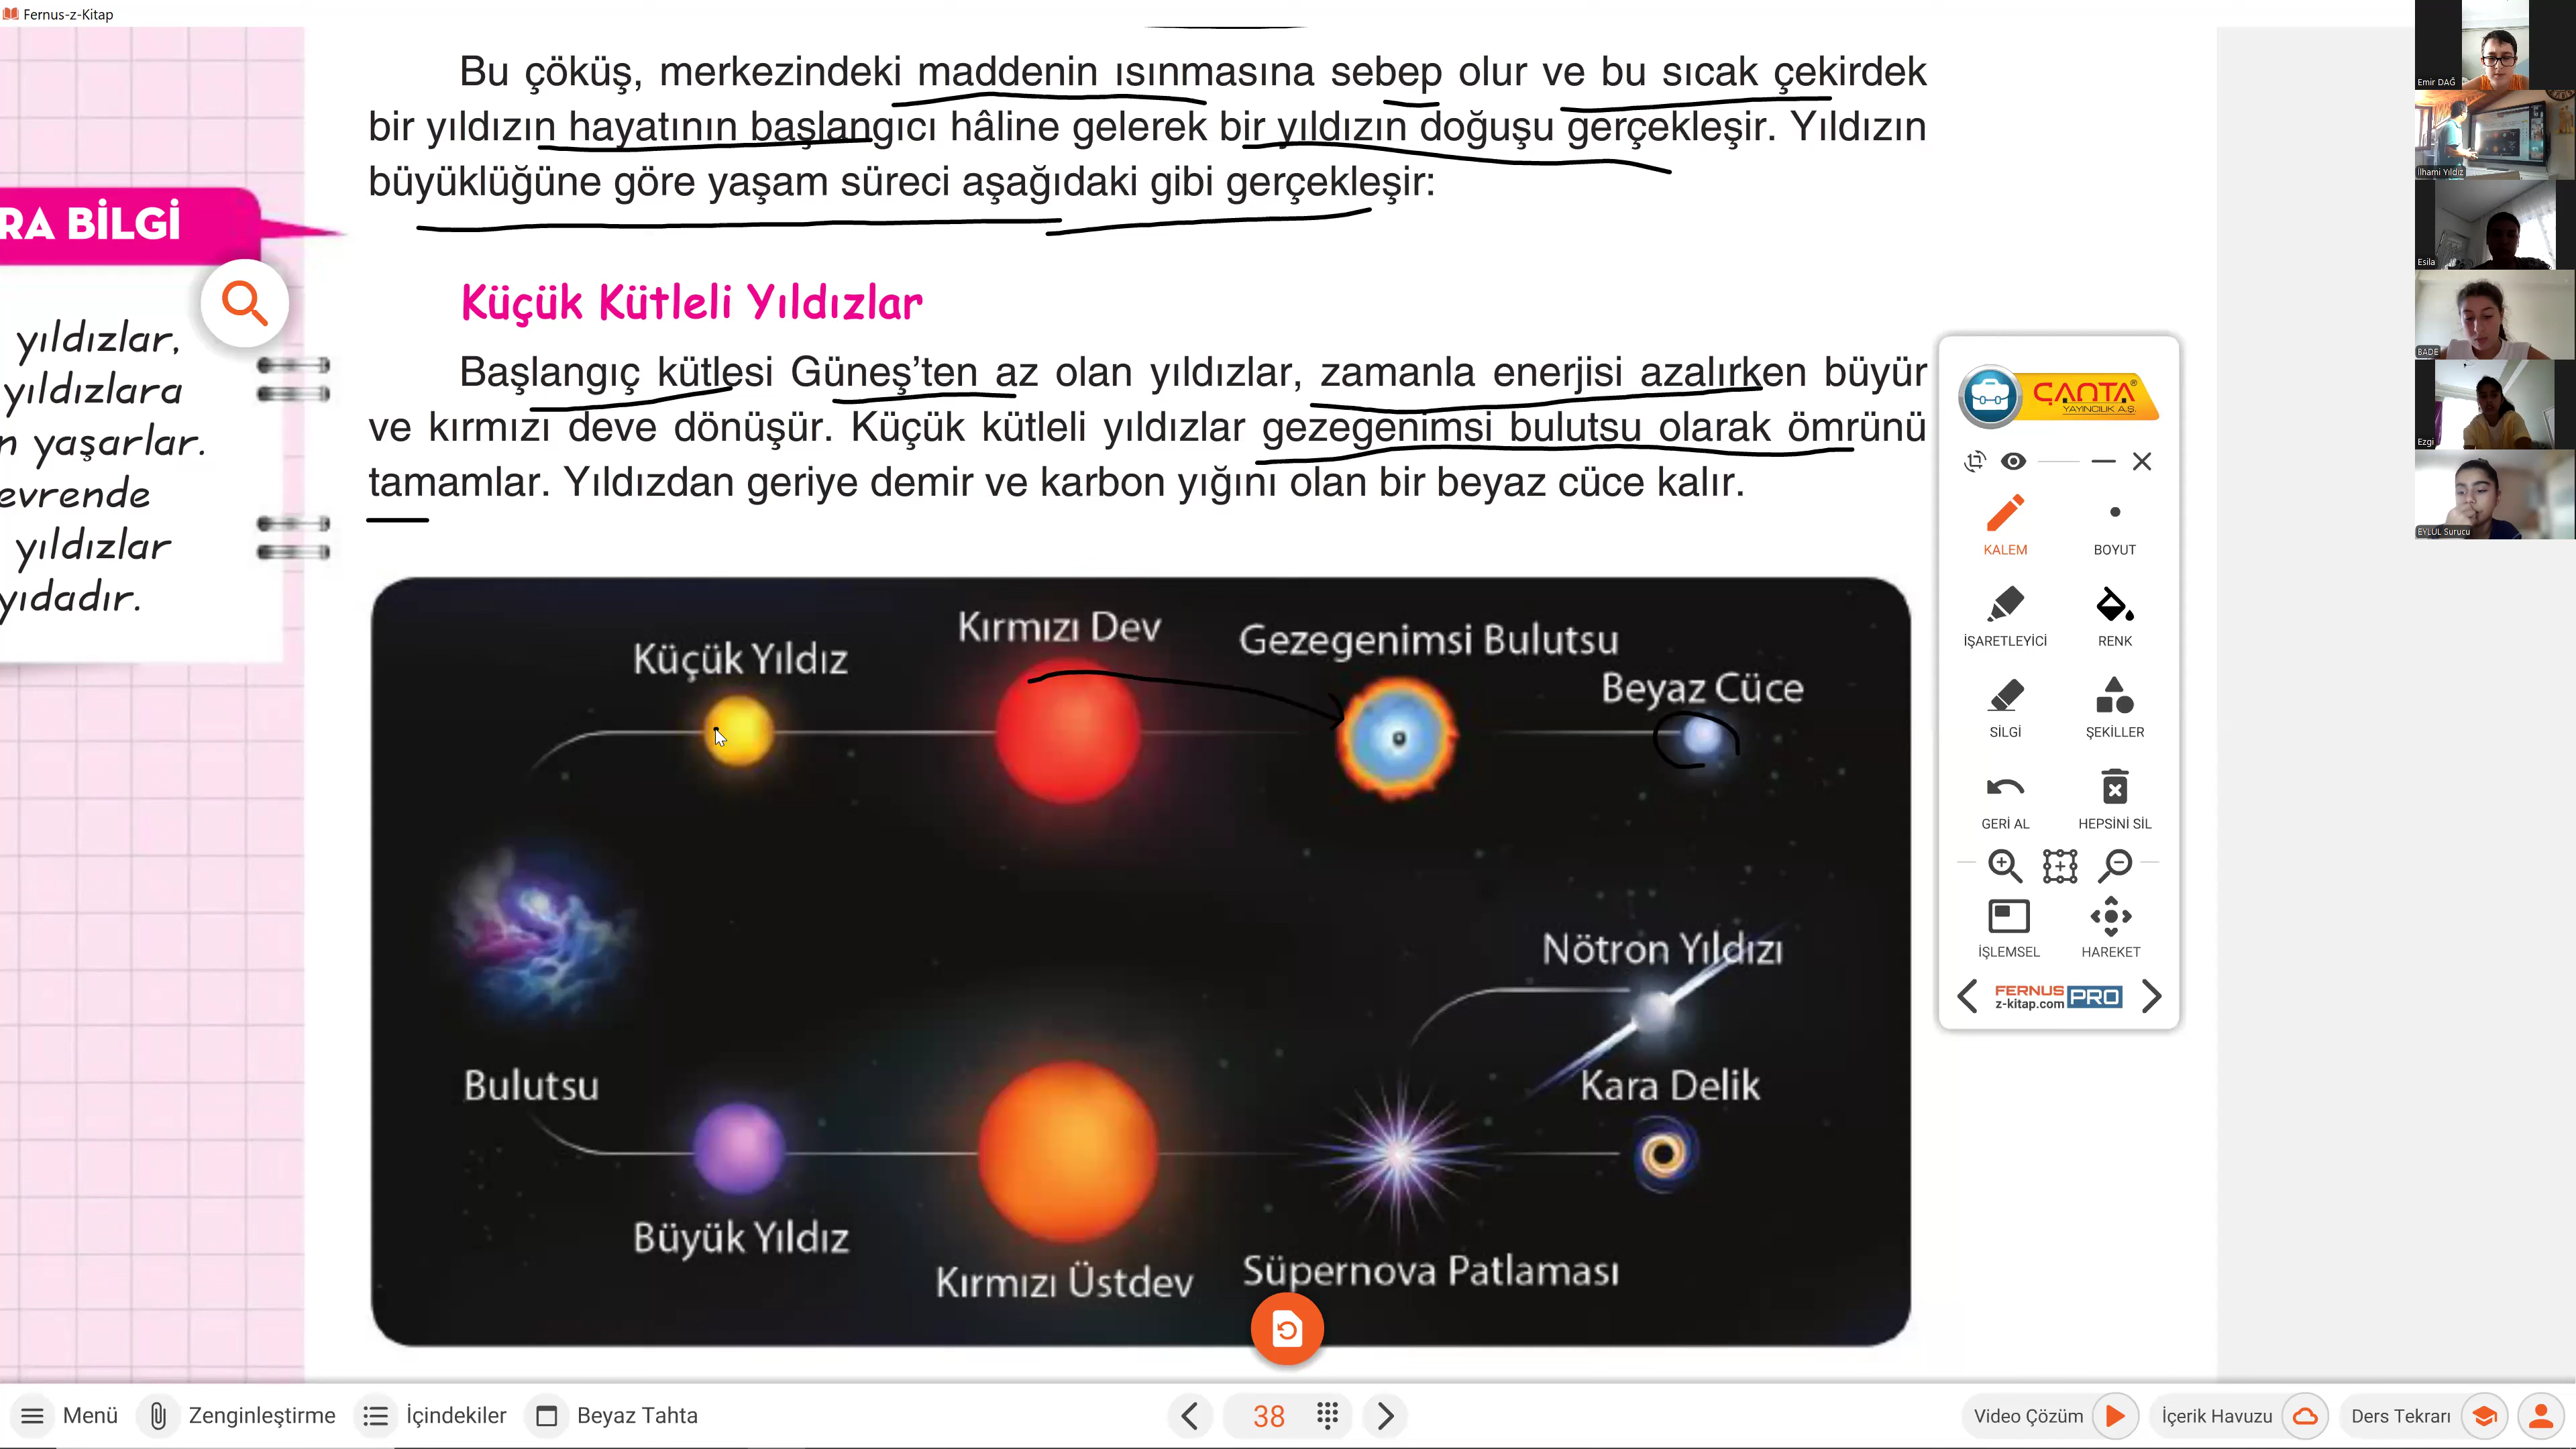 Fernus-z-Kitap
Bu çöküş, merkezindeki maddenin ısınmasına sebep olur ve bu sıcak çekirdek
bir yıldızın hayatının başlangıcı hâline gelerek bir yıldızın doğuşu gerçekleşir. Yıldızın
büyüklüğüne göre yaşam süreci aşağıdaki gibi gerçekleşir:
RA BİLGİ
yıldızlar,
yıldızlara
n yaşarlar.
evrende
yıldızlar
yıdadır.
Küçük Kütleli Yıldızlar
Başlangıç kütlesi Güneş'ten az olan yıldızlar, zamanla enerjisi azalırken büyür
ve kırmızı deve dönüşür. Küçük kütleli yıldızlar gezegenimsi bulutsu olarak ömrünü
tamamlar. Yıldızdan geriye demir ve karbon yığını olan bir beyaz cüce kalır.
Küçük Yıldız
Kırmızı Dev
Gezegenimsi Bulutsu
Beyaz Cüce
Nötron Yıldızı
Bulutsu
Kara Delik
Büyük Yıldız
Kırmızı Üstdev
Süpernova Patlaması
ÇANTA
YAYINCILIK A.Ş.
KALEM
BOYUT
İŞARETLEYİCİ
RENK
SİLGİ
ŞEKİLLER
GERİ AL
HEPSİNİ SİL
İŞLEMSEL
HAREKET
FERNUS
z-kitap.com
PRO
Emir DAĞ
İlhami Yıldız
Esila
BADE
Ezgi
EYLÜL Surucu
Menü
Zenginleştirme
İçindekiler
Beyaz Tahta
38
Video Çözüm
İçerik Havuzu
Ders Tekrarı